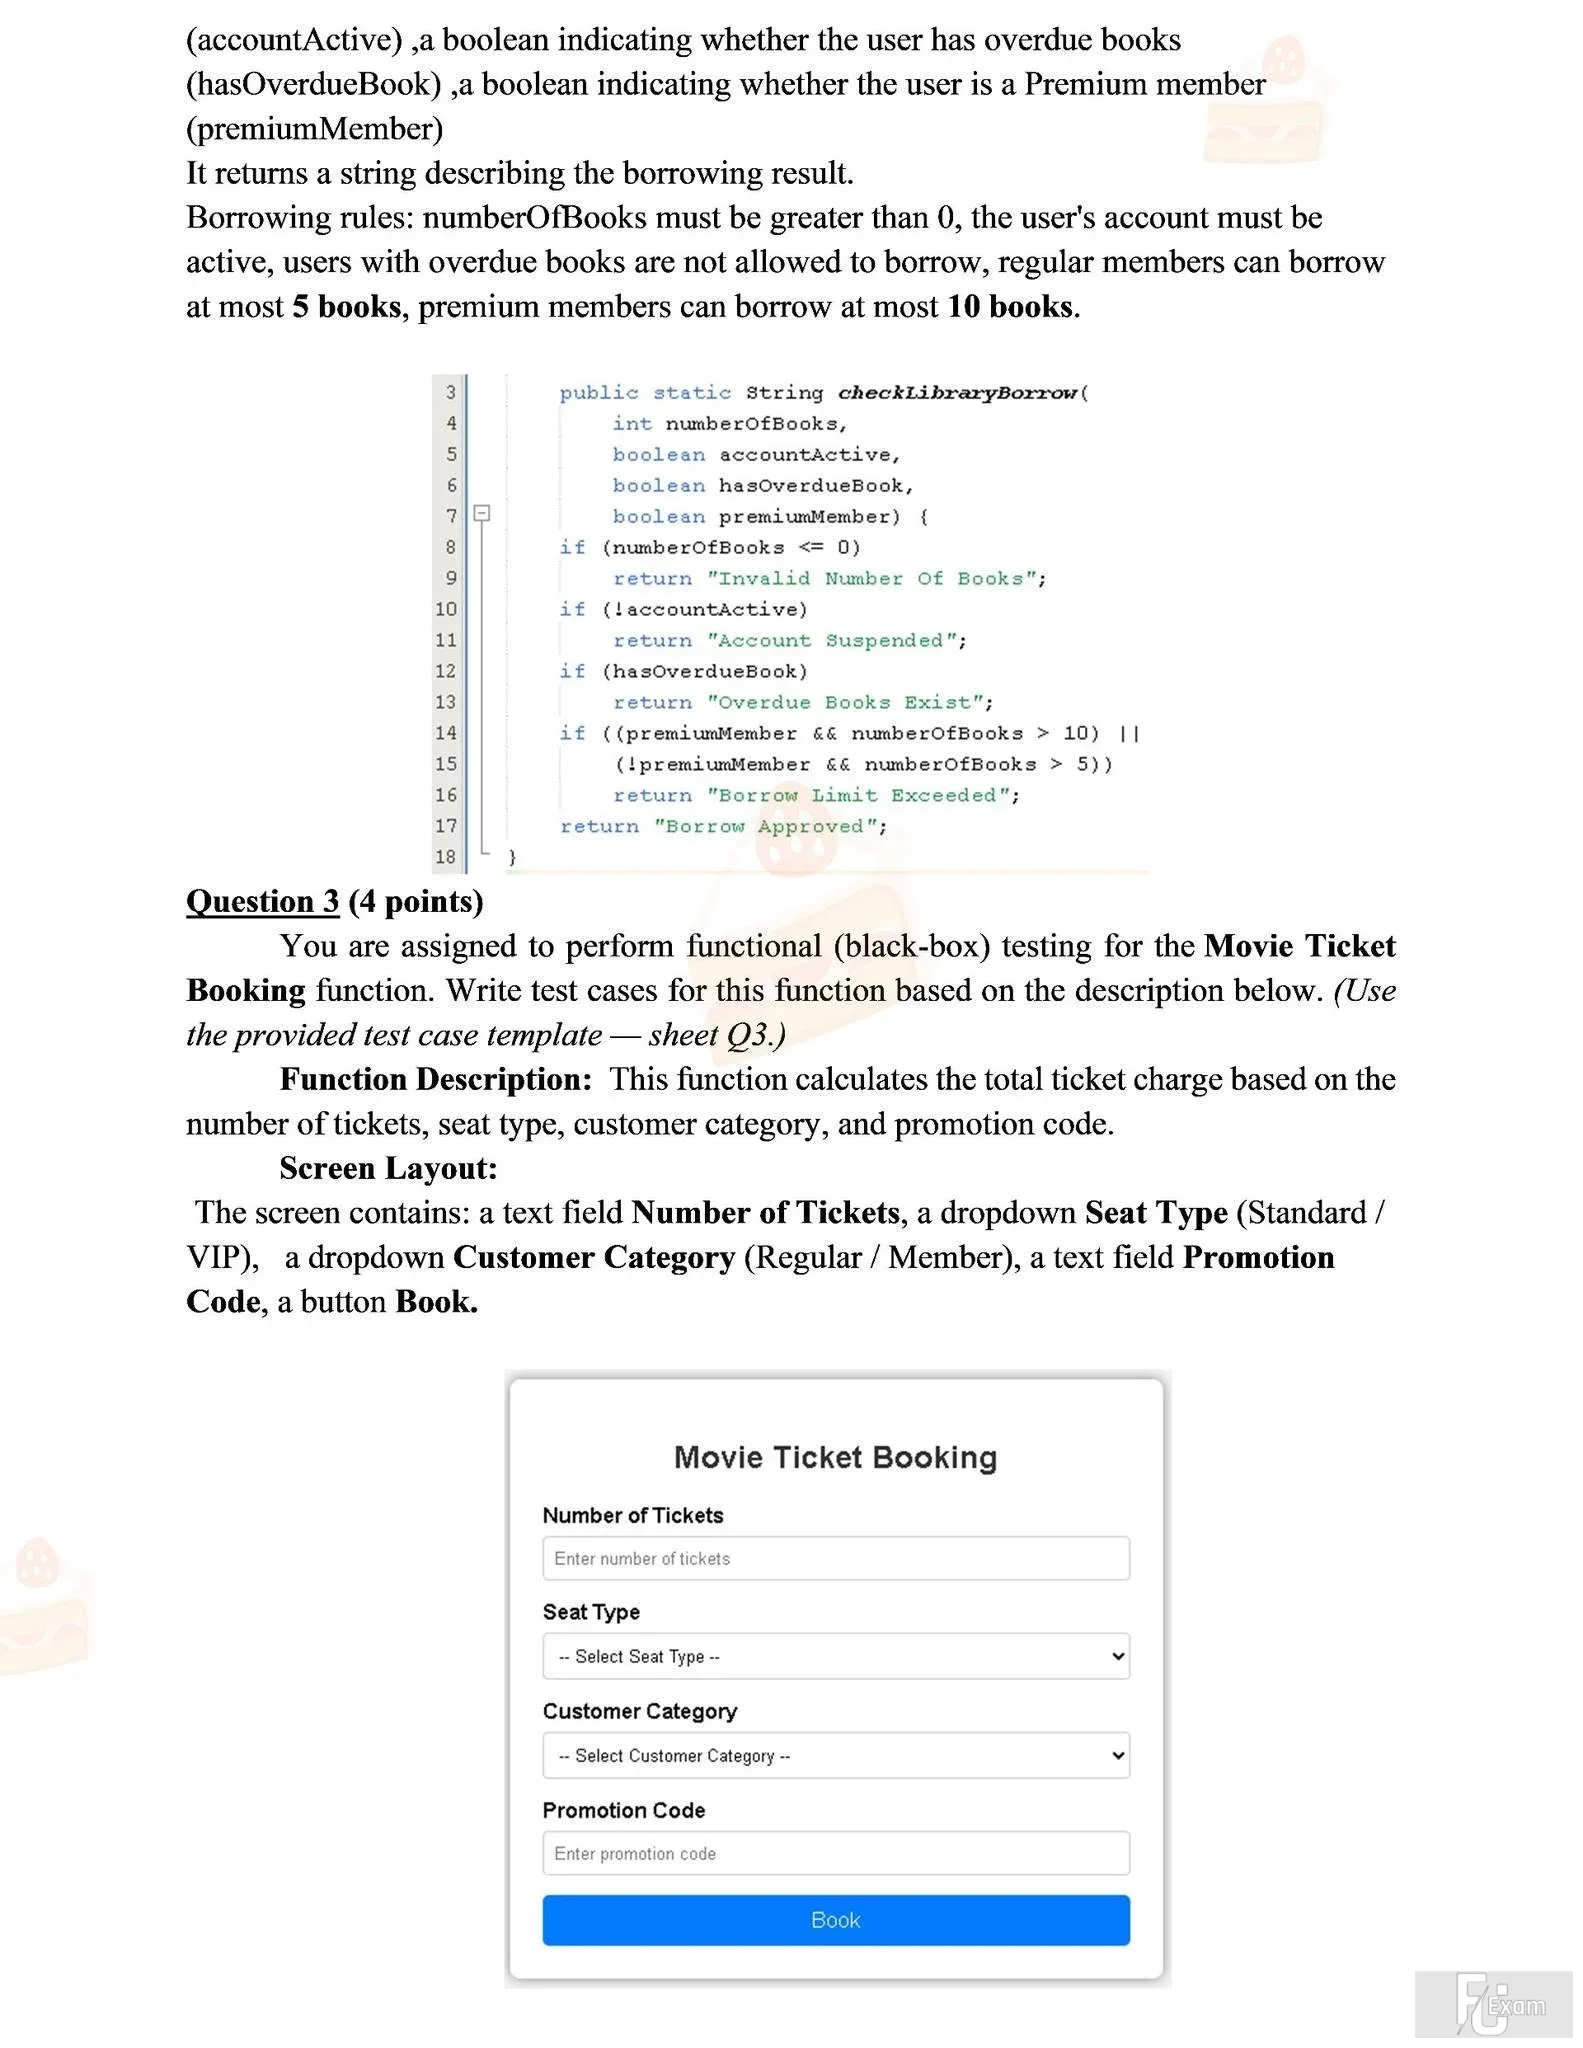 (accountActive) ,a boolean indicating whether the user has overdue books
(hasOverdueBook) ,a boolean indicating whether the user is a Premium member
(premiumMember)
It returns a string describing the borrowing result.
Borrowing rules: numberOfBooks must be greater than 0, the user's account must be
active, users with overdue books are not allowed to borrow, regular members can borrow
at most 5 books, premium members can borrow at most 10 books.
3 public static String checkLibraryBorrow(
4 int numberOfBooks,
5 boolean accountActive,
6 boolean hasOverdueBook,
7 boolean premiumMember) {
8 if (numberOfBooks <= 0)
9 return "Invalid Number Of Books";
10 if (!accountActive)
11 return "Account Suspended";
12 if (hasOverdueBook)
13 return "Overdue Books Exist";
14 if ((premiumMember && numberOfBooks > 10) ||
15 (!premiumMember && numberOfBooks > 5))
16 return "Borrow Limit Exceeded";
17 return "Borrow Approved";
18 }
Question 3 (4 points)
You are assigned to perform functional (black-box) testing for the Movie Ticket
Booking function. Write test cases for this function based on the description below. (Use
the provided test case template — sheet Q3.)
Function Description: This function calculates the total ticket charge based on the
number of tickets, seat type, customer category, and promotion code.
Screen Layout:
The screen contains: a text field Number of Tickets, a dropdown Seat Type (Standard /
VIP), a dropdown Customer Category (Regular / Member), a text field Promotion
Code, a button Book.
Movie Ticket Booking
Number of Tickets
Enter number of tickets
Seat Type
-- Select Seat Type --
Customer Category
-- Select Customer Category --
Promotion Code
Enter promotion code
Book
Exam